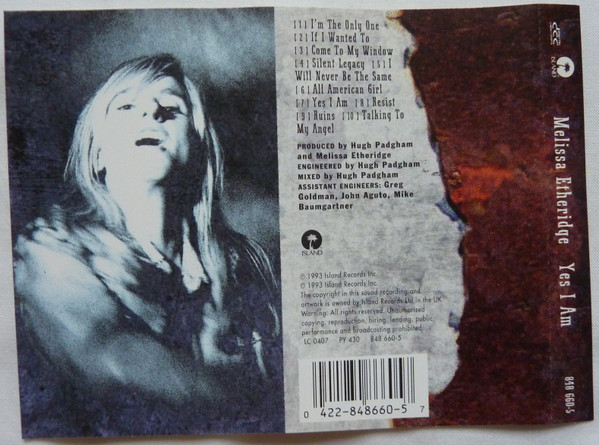 [1] I'm The Only One
[2] If I Wanted To
[3] Come To My Window
[4] Silent Legacy [5] I
Will Never Be The Same
[6] All American Girl
[7] Yes I Am [8] Resist
[9] Ruins [10] Talking To
My Angel
PRODUCED by Hugh Padgham
and Melissa Etheridge
ENGINEERED by Hugh Padgham
MIXED by Hugh Padgham
ASSISTANT ENGINEERS: Greg
Goldman, John Aguto, Mike
Baumgartner
ISLAND
℗ 1993 Island Records Inc.
© 1993 Island Records Inc.
The copyright in this sound recording and
artwork is owned by Island Records Ltd in the UK
Warning: All rights reserved. Unauthorised
copying, reproduction, hiring, lending, public
performance and broadcasting prohibited
LC 0407 PY 430 848 660-5
0 422-848660-5 7
dcc
ISLAND
Melissa Etheridge Yes I Am
848 660-5